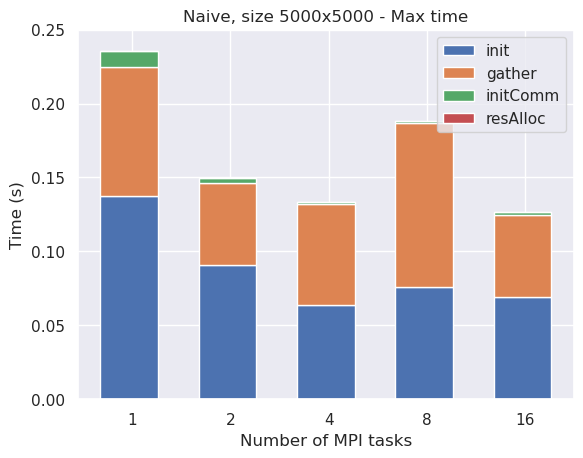 Naive, size 5000x5000 - Max time
0.25
0.20
0.15
0.10
0.05
0.00
Time (s)
init
gather
initComm
resAlloc
1 2 4 8 16
Number of MPI tasks